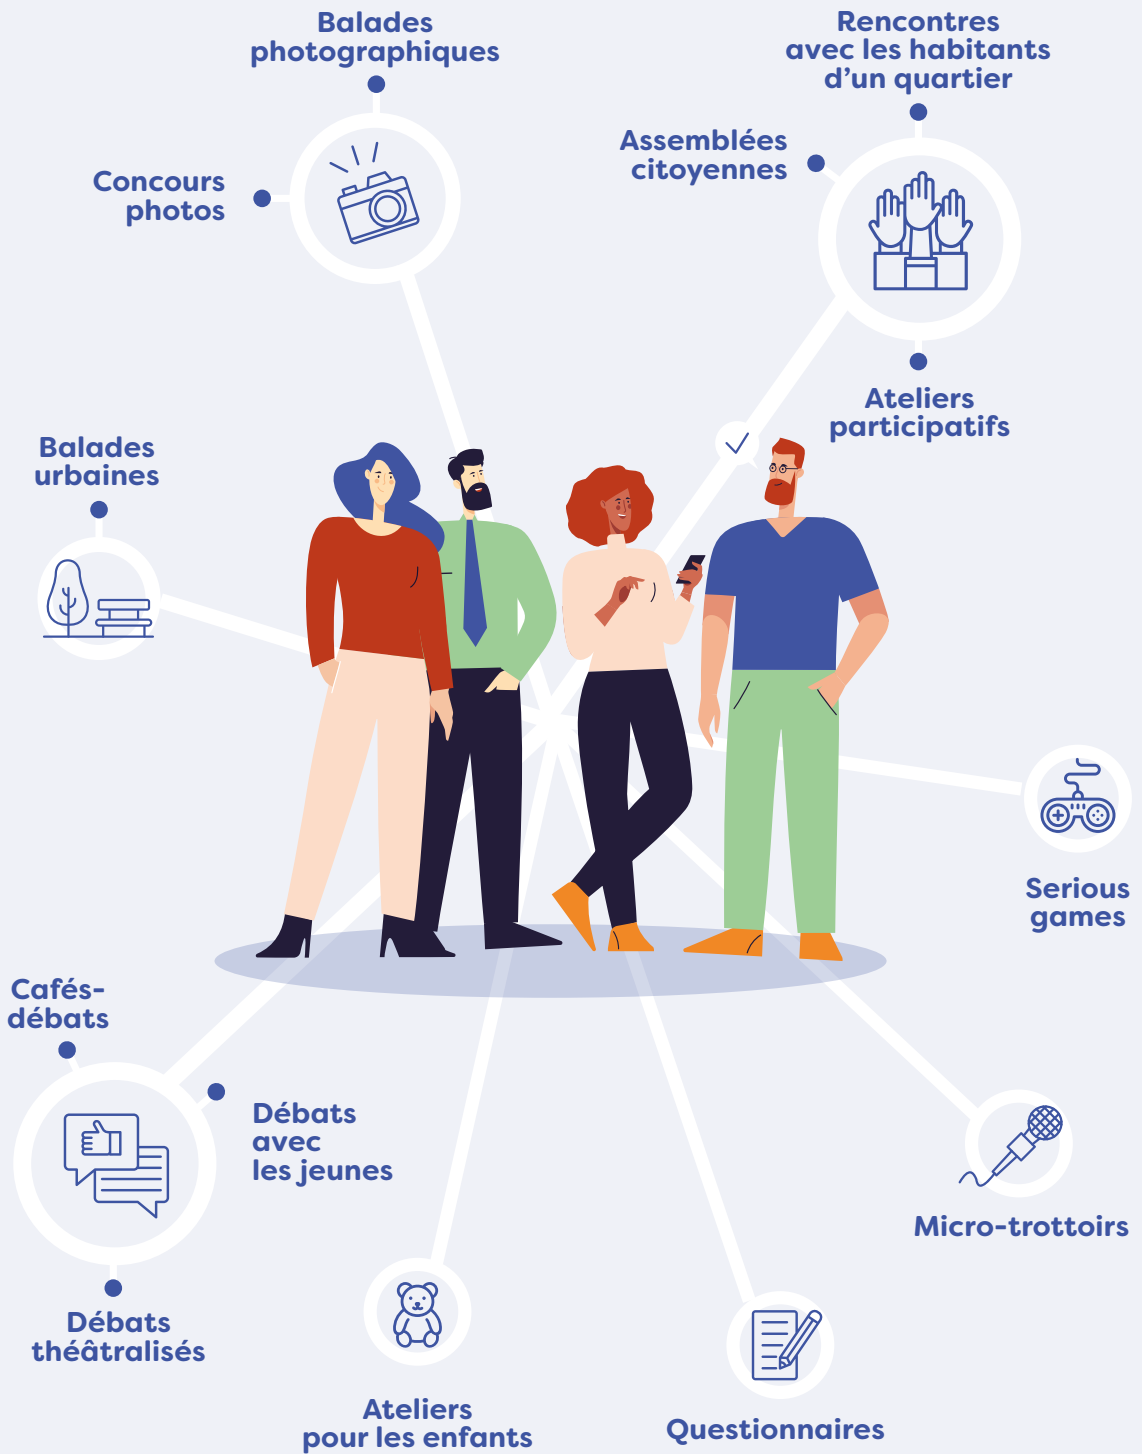 Balades
photographiques
Rencontres
avec les habitants
d'un quartier
Assemblées
citoyennes
Concours
photos
Ateliers
participatifs
Balades
urbaines
Serious
games
Cafés-
débats
Débats
avec
les jeunes
Micro-trottoirs
Débats
théâtralisés
Ateliers
pour les enfants
Questionnaires